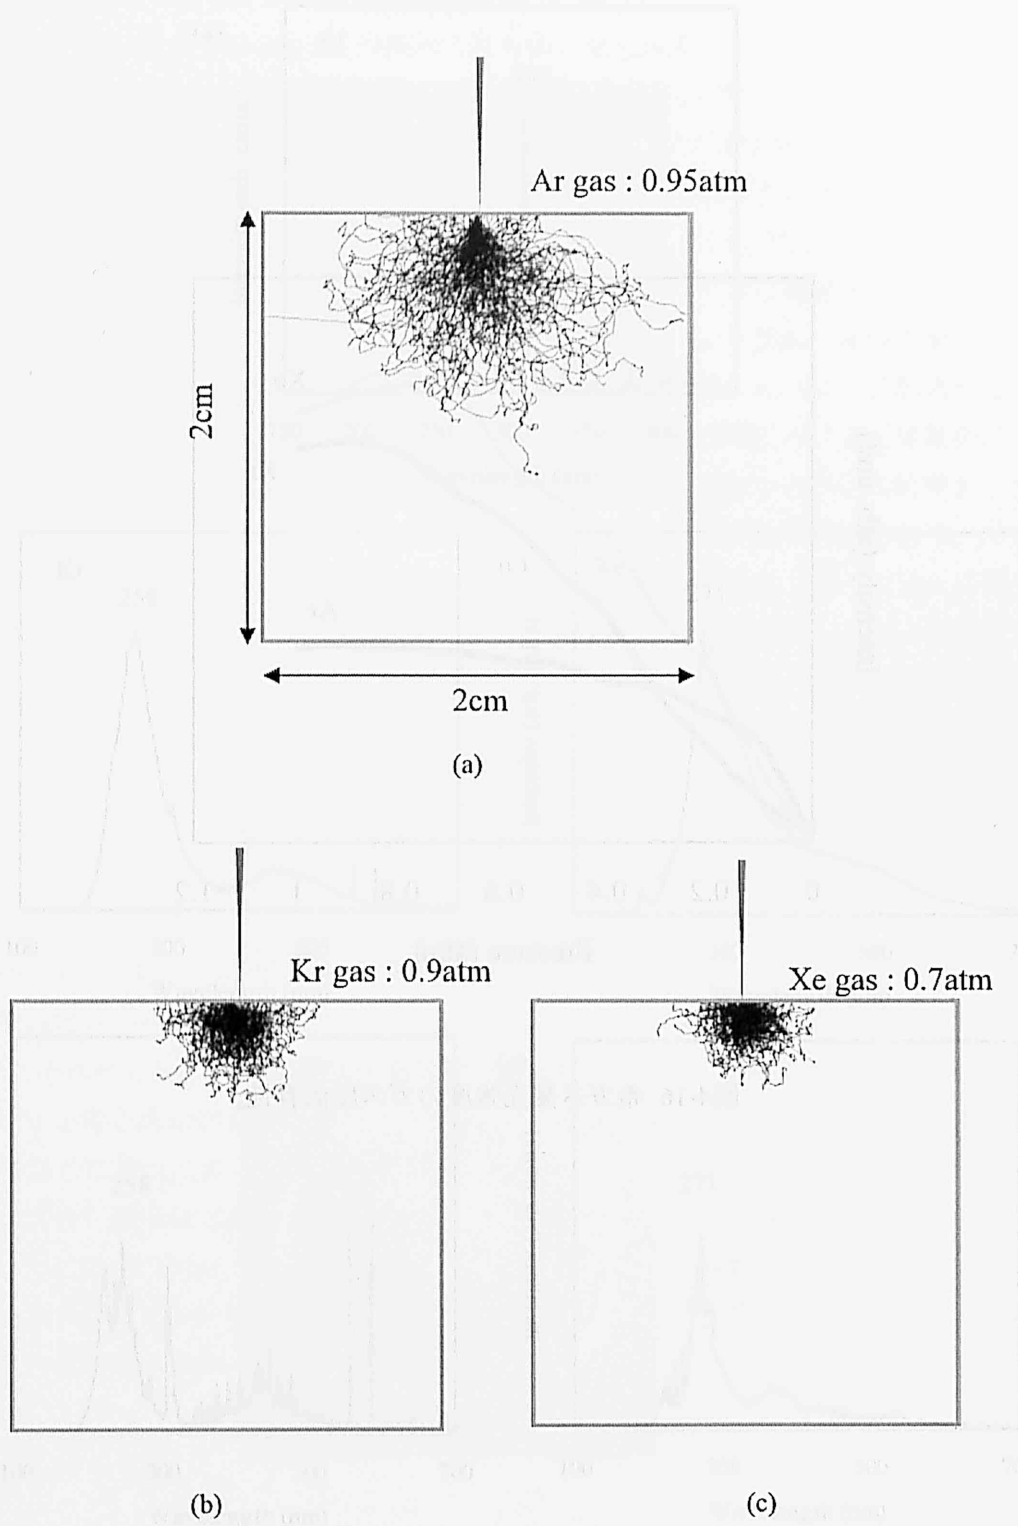 Ar gas : 0.95atm
2cm
2cm
(a)
Kr gas : 0.9atm
Xe gas : 0.7atm
(b)
(c)